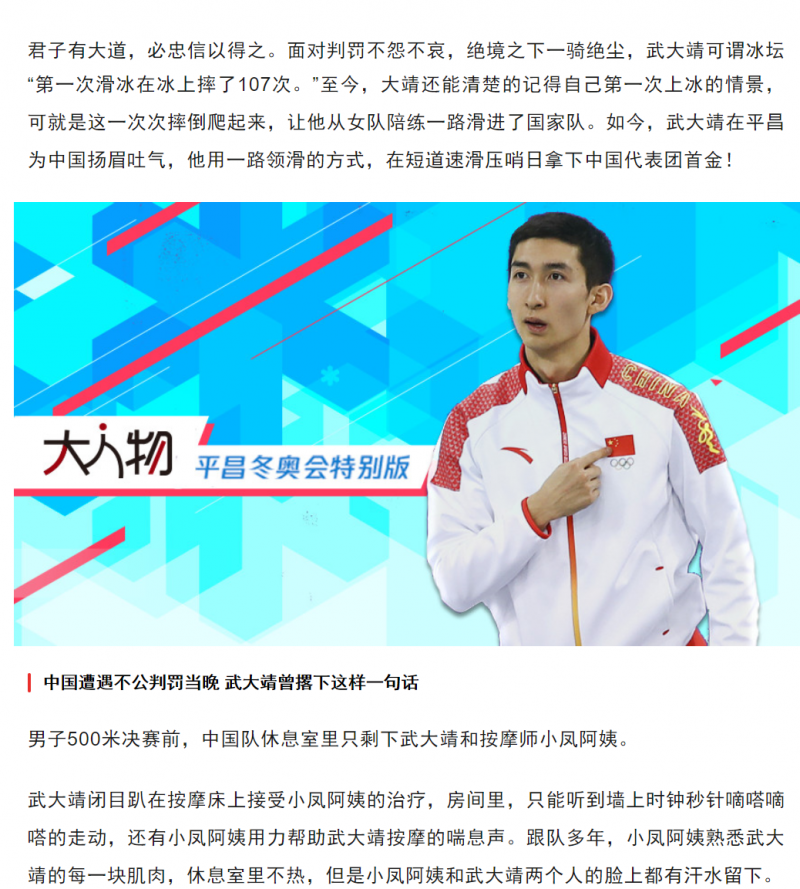 君子有大道，必忠信以得之。面对判罚不怨不哀，绝境之下一骑绝尘，武大靖可谓冰坛
“第一次滑冰在冰上摔了107次。”至今，大靖还能清楚的记得自己第一次上冰的情景，
可就是这一次次摔倒爬起来，让他从女队陪练一路滑进了国家队。如今，武大靖在平昌
为中国扬眉吐气，他用一路领滑的方式，在短道速滑压哨日拿下中国代表团首金！
CHINA
大人物
平昌冬奥会特别版
中国遭遇不公判罚当晚 武大靖曾撂下这样一句话
男子500米决赛前，中国队休息室里只剩下武大靖和按摩师小凤阿姨。
武大靖闭目趴在按摩床上接受小凤阿姨的治疗，房间里，只能听到墙上时钟秒针嘀嗒嘀
嗒的走动，还有小凤阿姨用力帮助武大靖按摩的喘息声。跟队多年，小凤阿姨熟悉武大
靖的每一块肌肉，休息室里不热，但是小凤阿姨和武大靖两个人的脸上都有汗水留下。